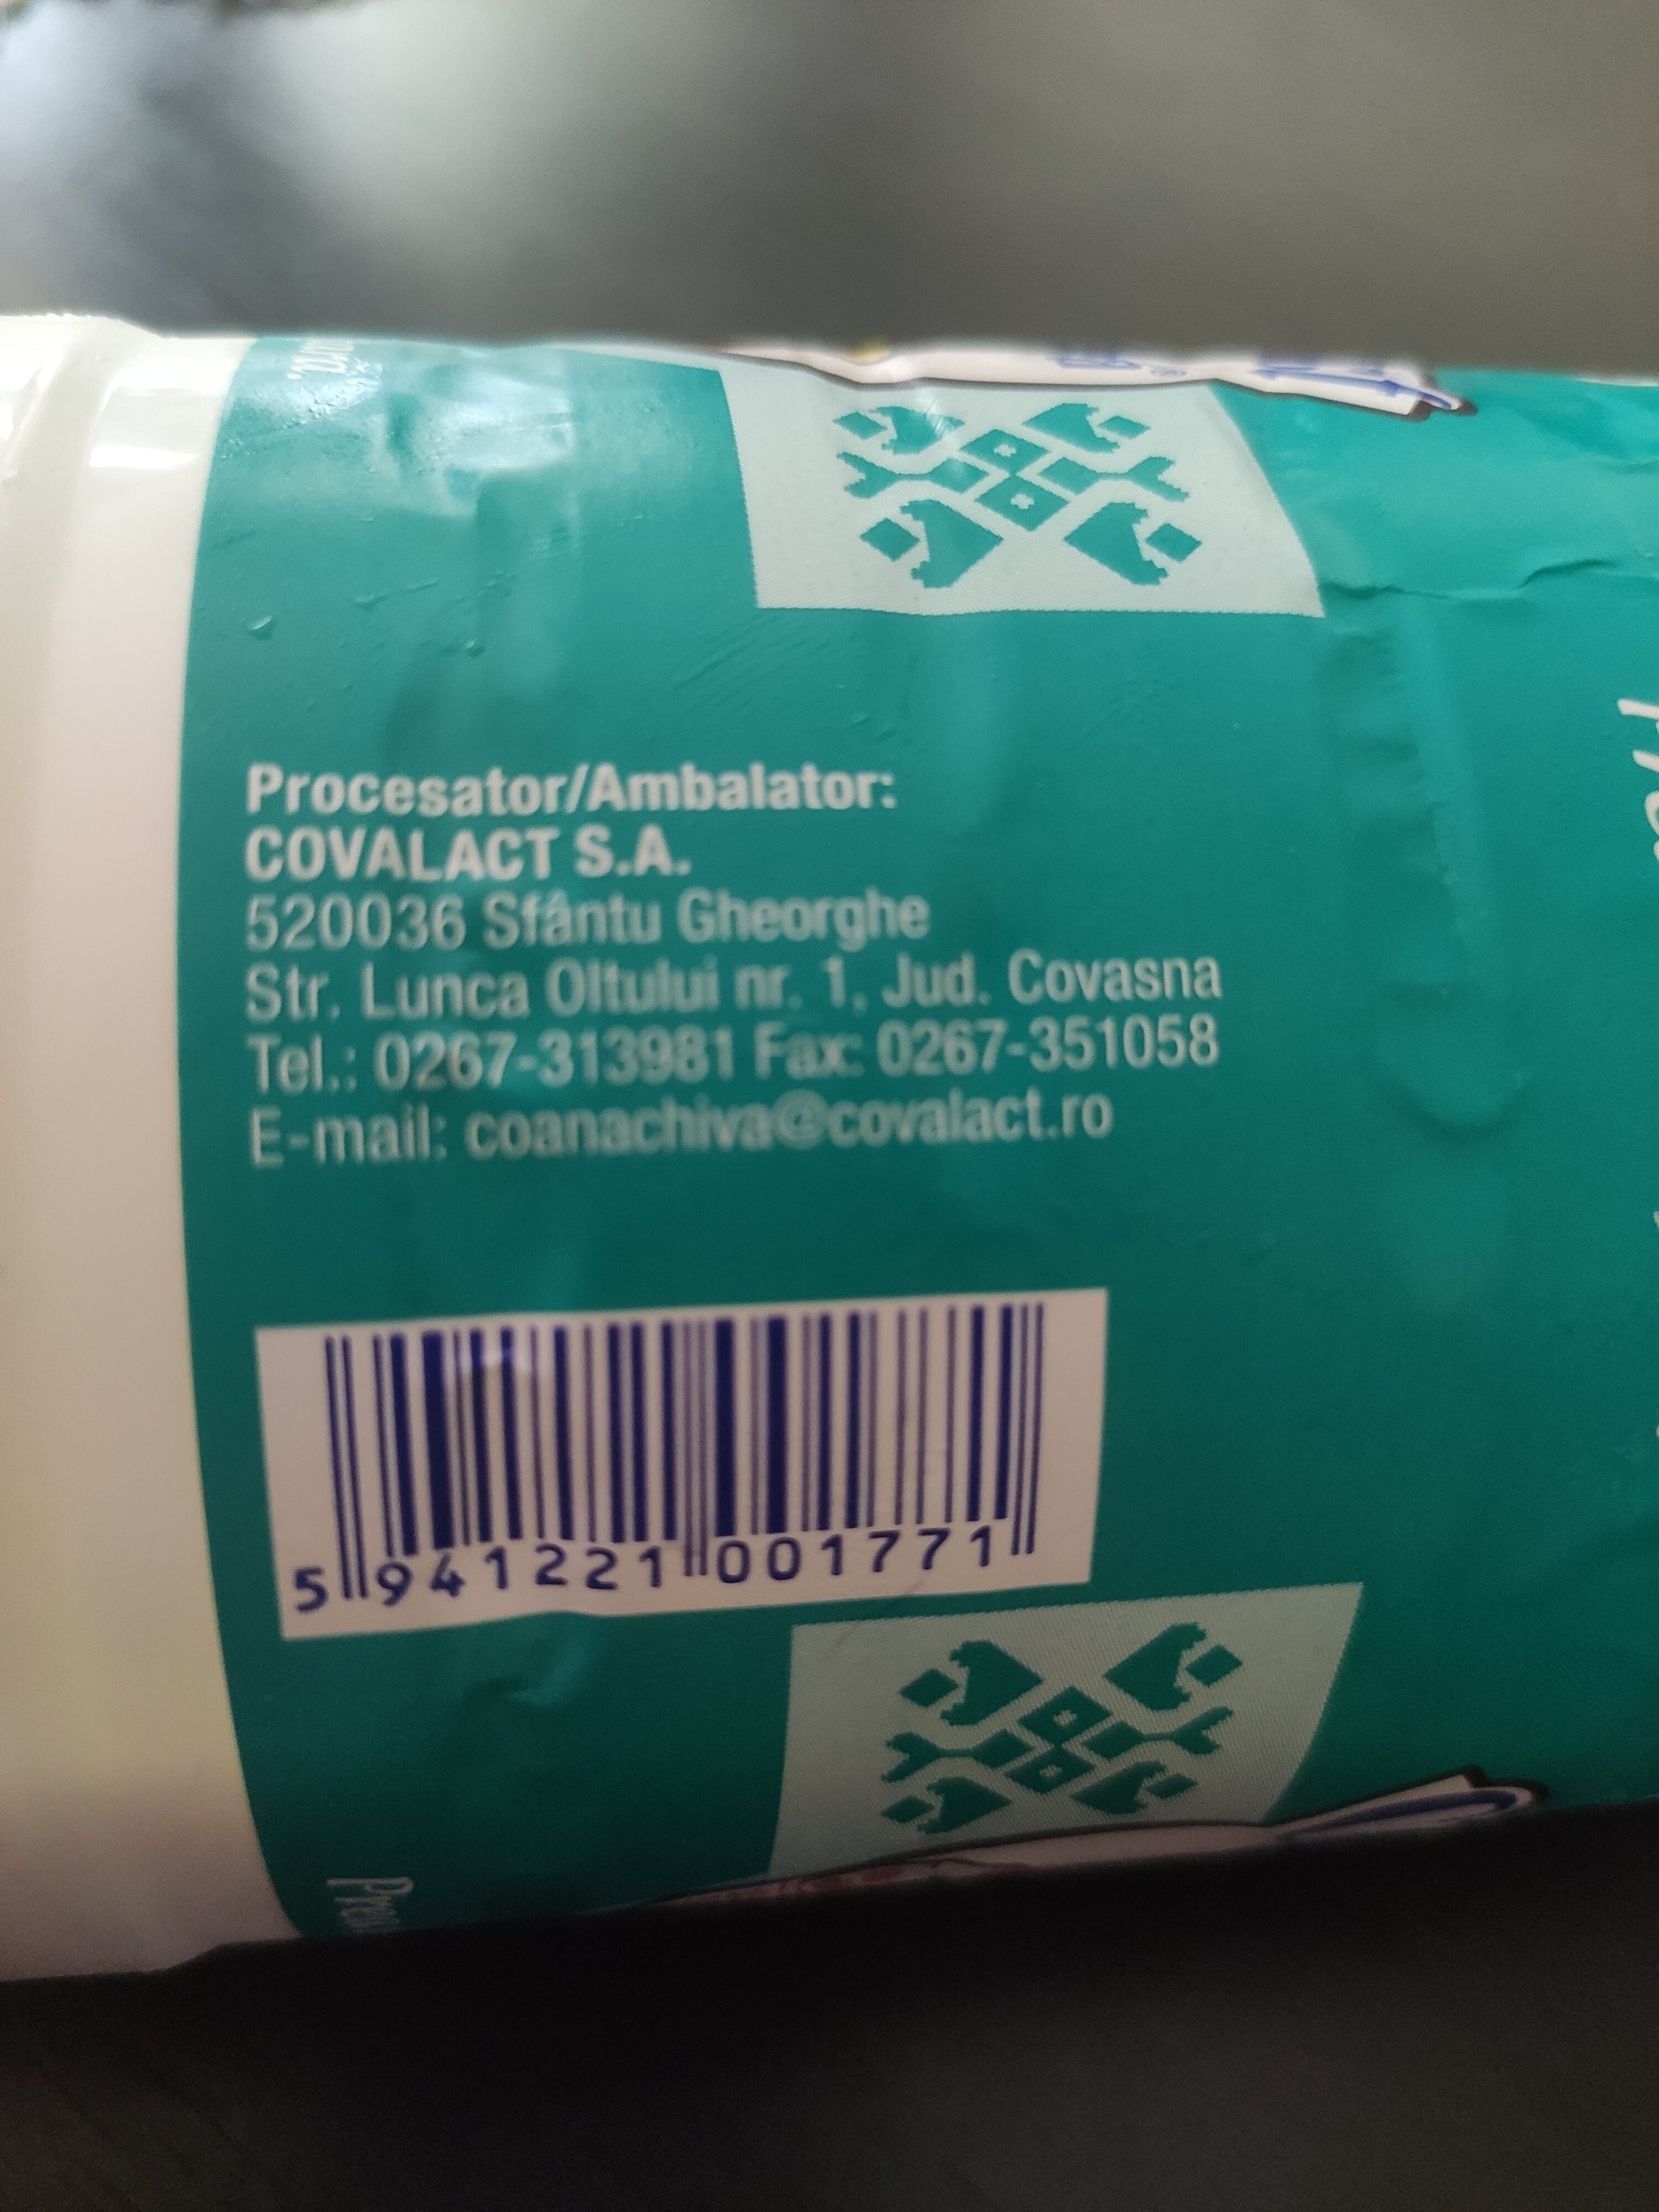 Procesator/Ambalator:
COVALACT S.A.
520036 Sfântu Gheorghe
Str. Lunca Oltului nr. 1, Jud. Covasna
Tel.: 0267-313981 Fax: 0267-351058
E-mail: coanachiva@covalact.ro
5 941221 001771